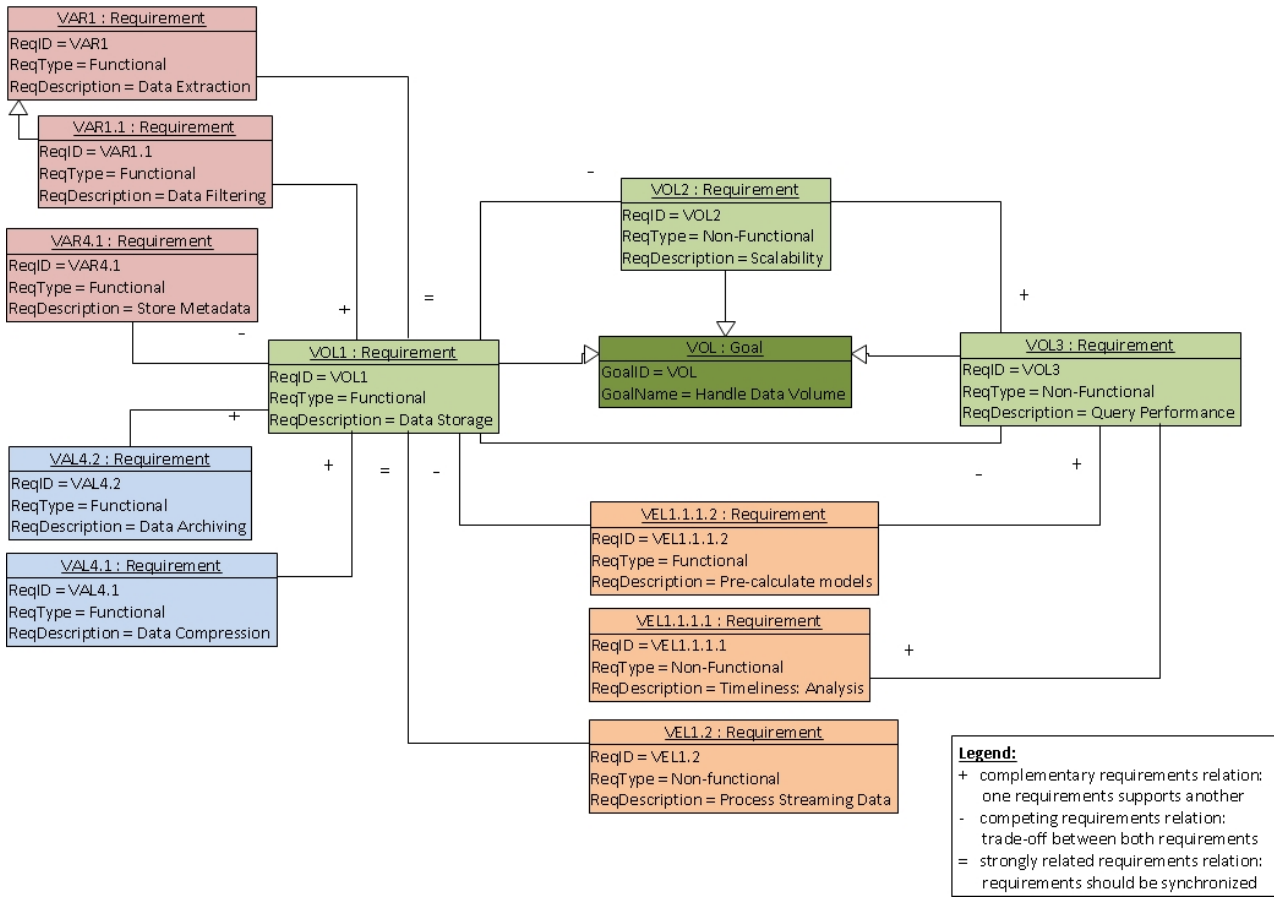 VAR1 : Requirement
ReqID = VAR1
ReqType = Functional
ReqDescription = Data Extraction
VAR1.1 : Requirement
ReqID = VAR1.1
ReqType = Functional
ReqDescription = Data Filtering
VAR4.1 : Requirement
ReqID = VAR4.1
ReqType = Functional
ReqDescription = Store Metadata
-
+
=
-
VOL2 : Requirement
ReqID = VOL2
ReqType = Non-Functional
ReqDescription = Scalability
+
VOL1 : Requirement
ReqID = VOL1
ReqType = Functional
ReqDescription = Data Storage
VOL : Goal
GoalID = VOL
GoalName = Handle Data Volume
VOL3 : Requirement
ReqID = VOL3
ReqType = Non-Functional
ReqDescription = Query Performance
+
VAL4.2 : Requirement
ReqID = VAL4.2
ReqType = Functional
ReqDescription = Data Archiving
+
=
-
-
+
VAL4.1 : Requirement
ReqID = VAL4.1
ReqType = Functional
ReqDescription = Data Compression
VEL1.1.1.2 : Requirement
ReqID = VEL1.1.1.2
ReqType = Functional
ReqDescription = Pre-calculate models
VEL1.1.1.1 : Requirement
ReqID = VEL1.1.1.1
ReqType = Non-Functional
ReqDescription = Timeliness: Analysis
+
VEL1.2 : Requirement
ReqID = VEL1.2
ReqType = Non-functional
ReqDescription = Process Streaming Data
Legend:
+ complementary requirements relation:
one requirements supports another
- competing requirements relation:
trade-off between both requirements
= strongly related requirements relation:
requirements should be synchronized